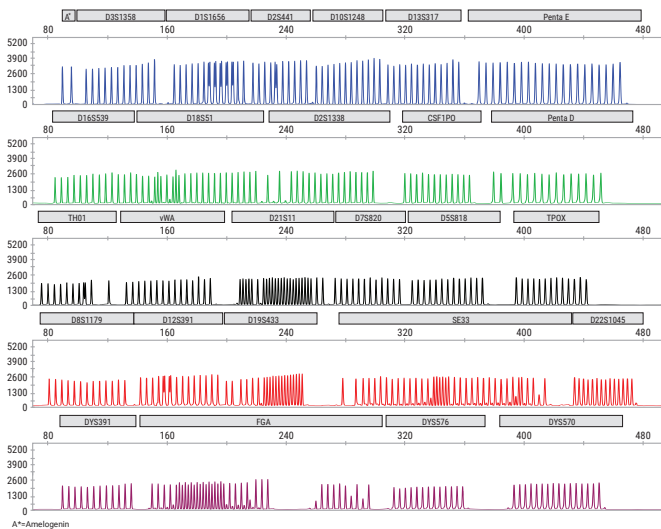 A* D3S1358 D1S1656 D2S441 D10S1248 D13S317 Penta E
80 160 240 320 400 480
5200
3900
2600
1300
0
D16S539 D18S51 D2S1338 CSF1PO Penta D
80 160 240 320 400 480
5200
3900
2600
1300
0
TH01 vWA D21S11 D7S820 D5S818 TPOX
80 160 240 320 400 480
5200
3900
2600
1300
0
D8S1179 D12S391 D19S433 SE33 D22S1045
80 160 240 320 400 480
5200
3900
2600
1300
0
DYS391 FGA DYS576 DYS570
80 160 240 320 400 480
5200
3900
2600
1300
0
A*=Amelogenin